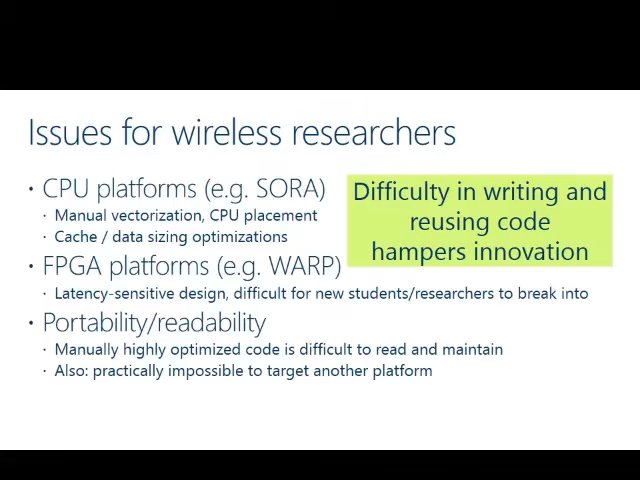 Issues for wireless researchers
• CPU platforms (e.g. SORA)
• Manual vectorization, CPU placement
• Cache / data sizing optimizations
Difficulty in writing and
reusing code
hampers innovation
• FPGA platforms (e.g. WARP)
• Latency-sensitive design, difficult for new students/researchers to break into
• Portability/readability
• Manually highly optimized code is difficult to read and maintain
• Also: practically impossible to target another platform